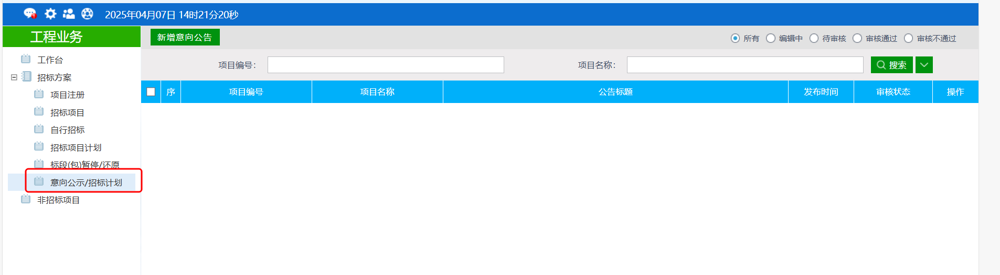 2025年04月07日 14时21分20秒
工程业务
工作台
招标方案
项目注册
招标项目
自行招标
招标项目计划
标段(包)暂停/还原
意向公示/招标计划
非招标项目
新增意向公告
所有 编辑中 待审核 审核通过 审核不通过
项目编号： 项目名称： 搜索
序 项目编号 项目名称 公告标题 发布时间 审核状态 操作